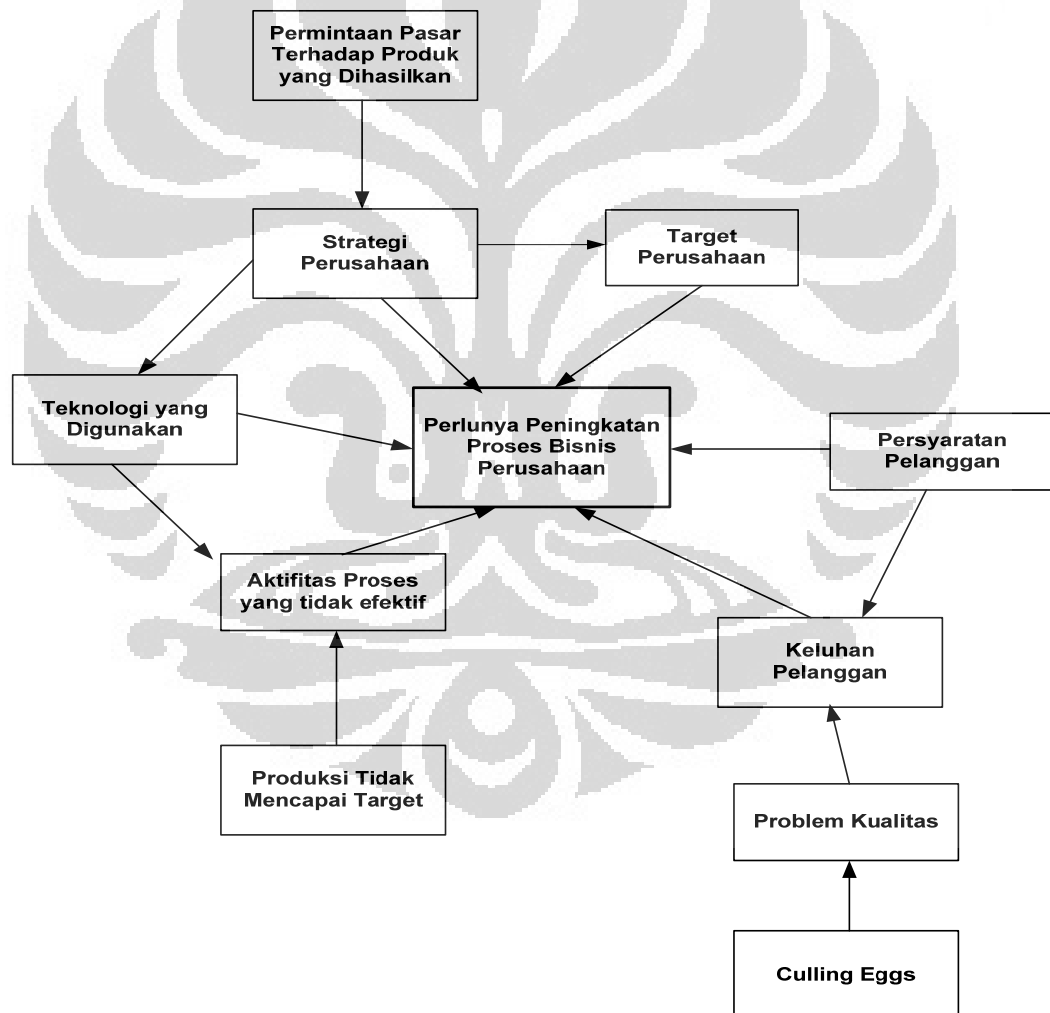 Permintaan Pasar
Terhadap Produk
yang Dihasilkan
Strategi
Perusahaan
Target
Perusahaan
Teknologi yang
Digunakan
Perlunya Peningkatan
Proses Bisnis
Perusahaan
Persyaratan
Pelanggan
Aktifitas Proses
yang tidak efektif
Keluhan
Pelanggan
Produksi Tidak
Mencapai Target
Problem Kualitas
Culling Eggs